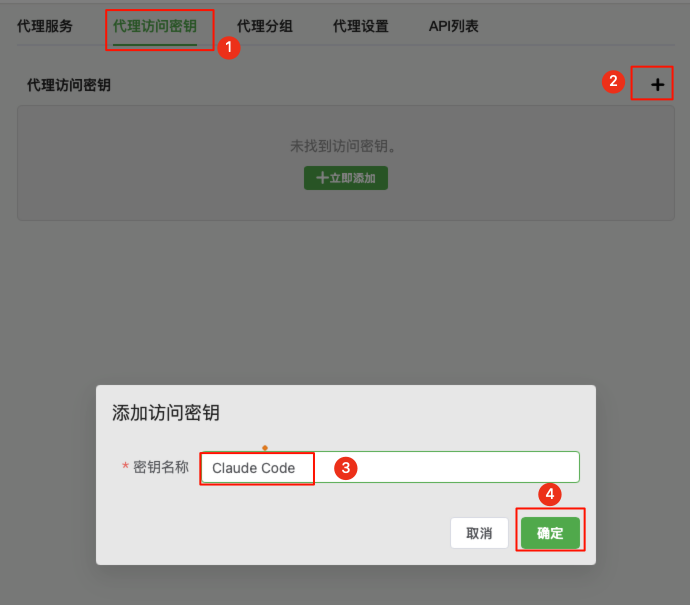 代理服务 代理访问密钥 代理分组 代理设置 API列表
1
代理访问密钥 2 +
未找到访问密钥。
+立即添加
添加访问密钥
* 密钥名称 Claude Code 3
4
取消 确定